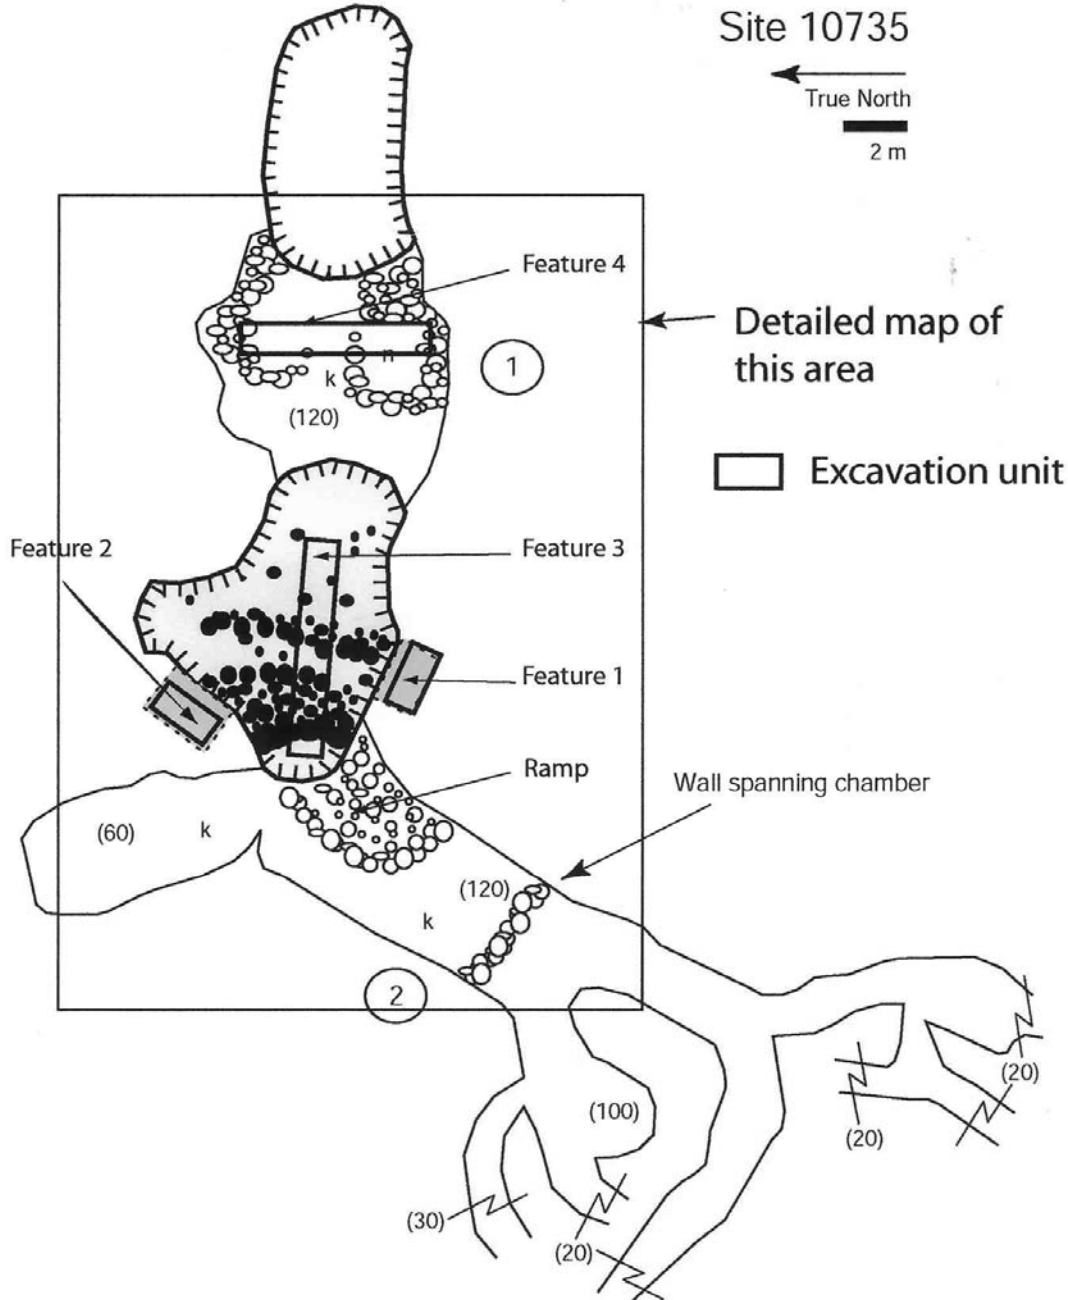 Site 10735
True North
2 m
Feature 4
Detailed map of
this area
1
n
k
(120)
Excavation unit
Feature 2
Feature 3
Feature 1
Ramp
Wall spanning chamber
(60)
k
(120)
k
2
(100)
(20)
(20)
(30)
(20)